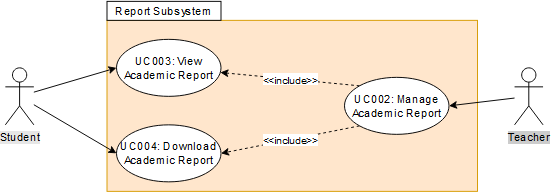 Report Subsystem
UC003: View
Academic Report
<<include>>
UC002: Manage
Academic Report
Student
Teacher
<<include>>
UC004: Download
Academic Report